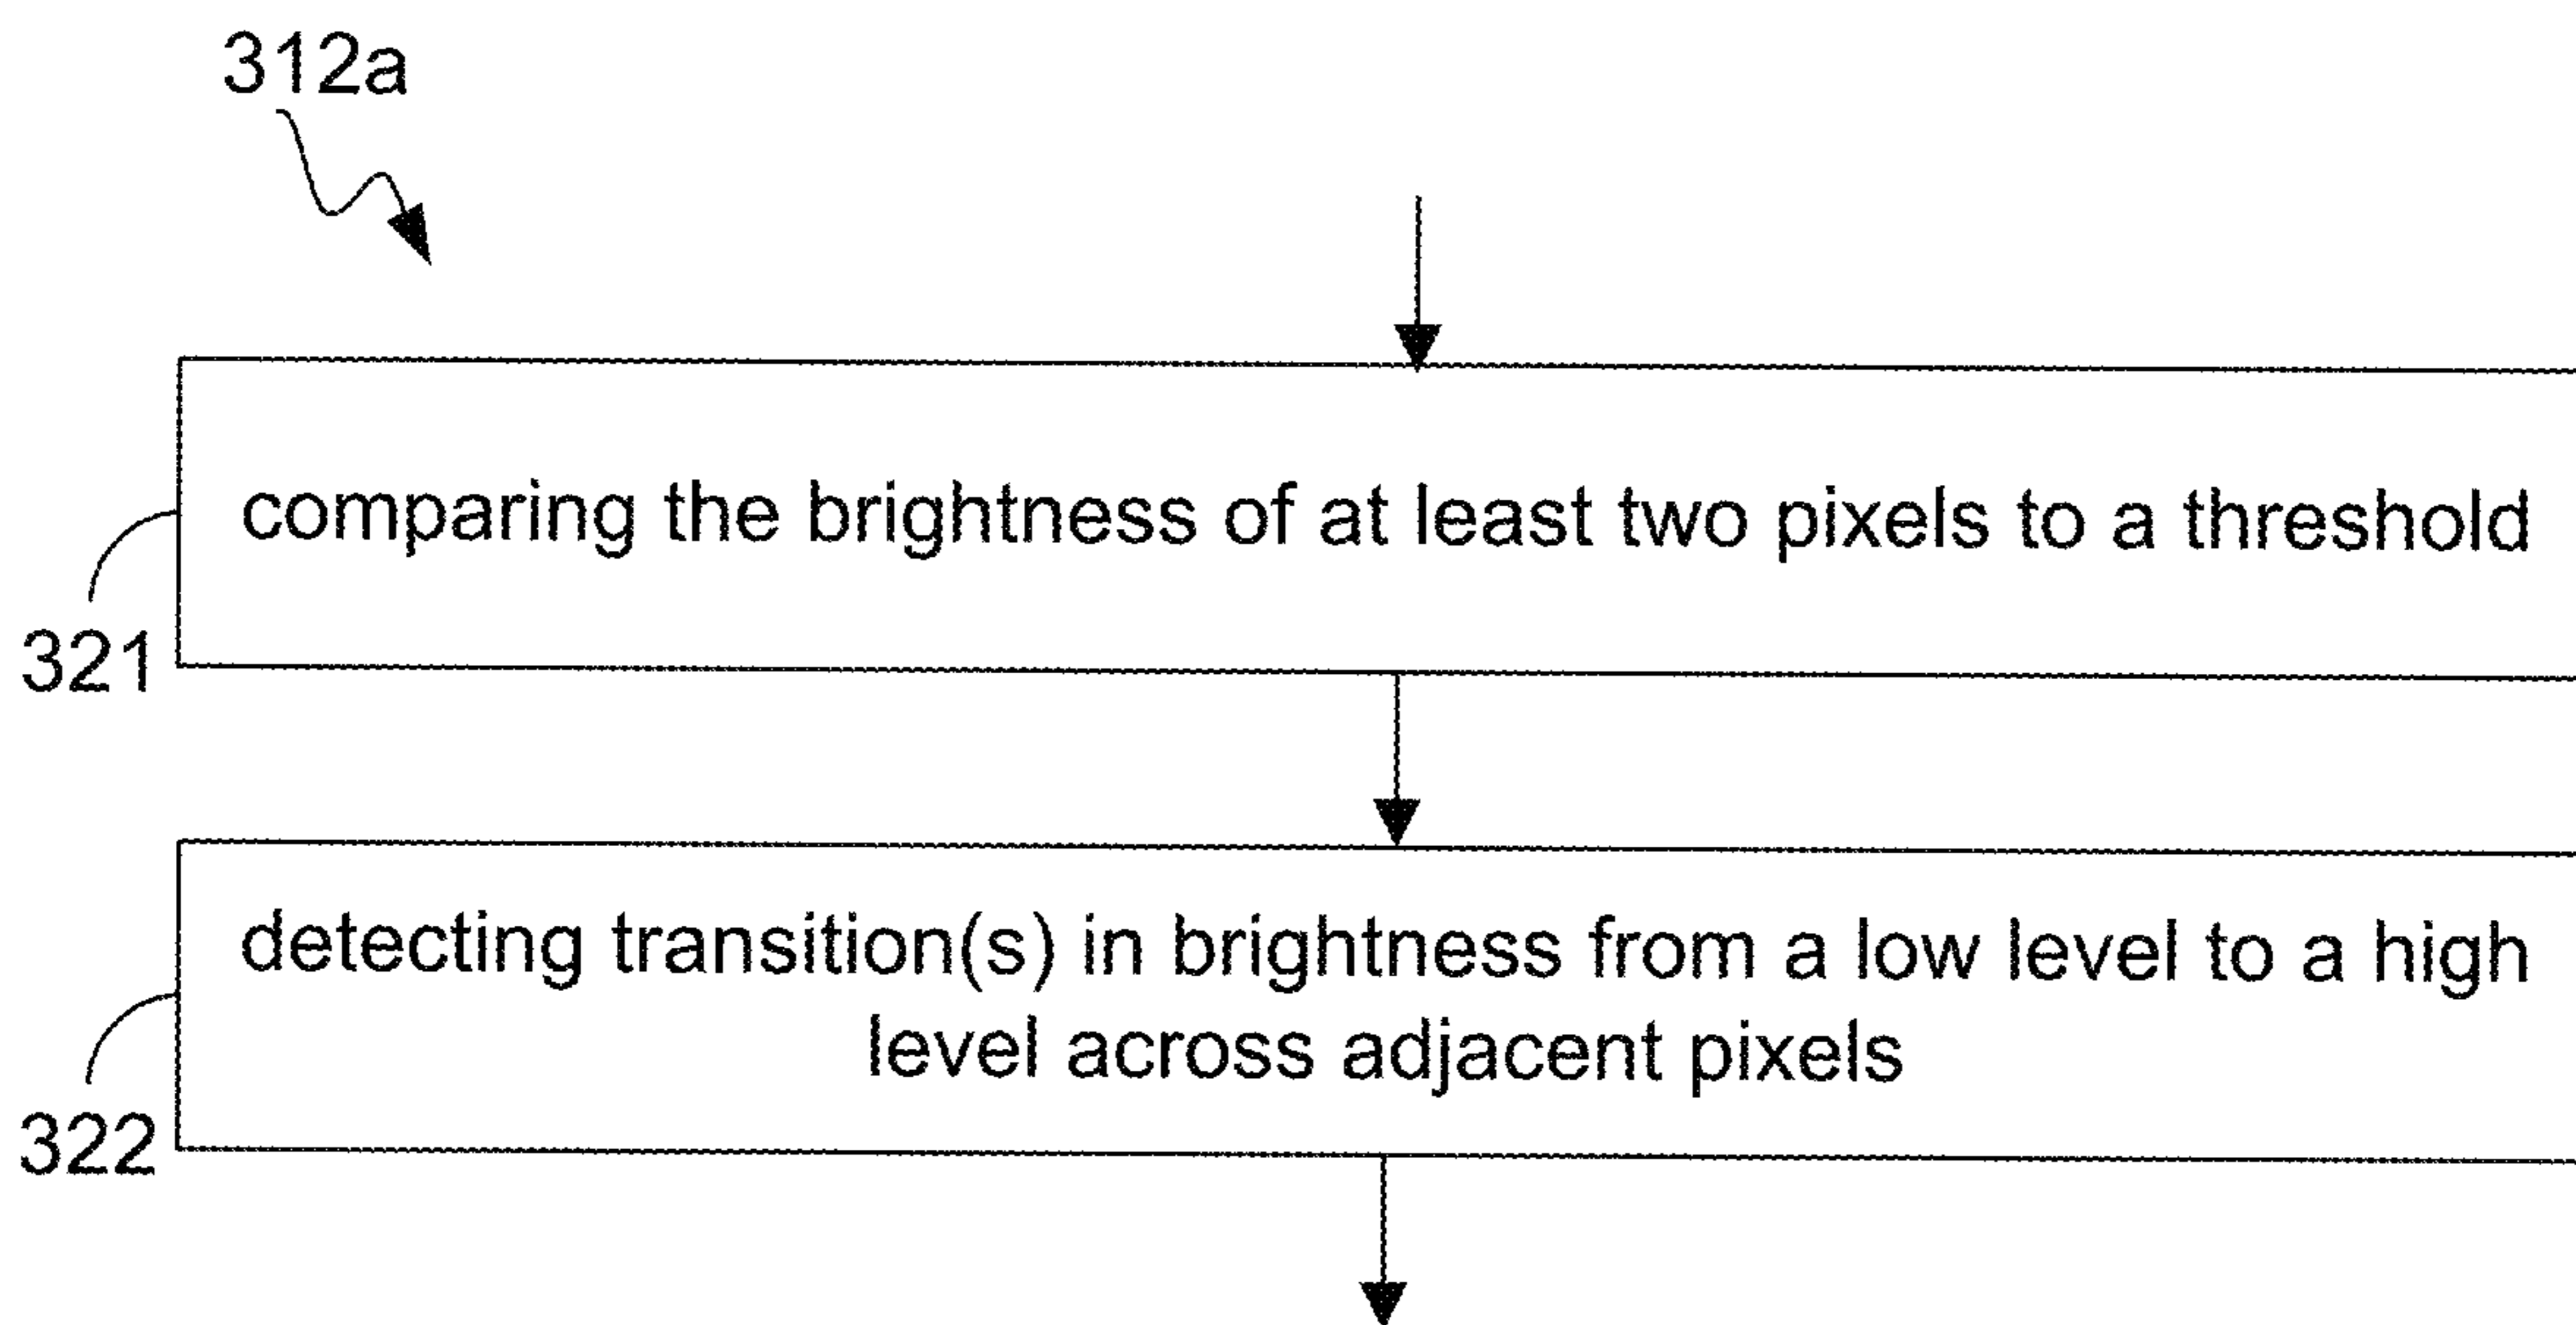 312a
comparing the brightness of at least two pixels to a threshold
321
detecting transition(s) in brightness from a low level to a high
level across adjacent pixels
322